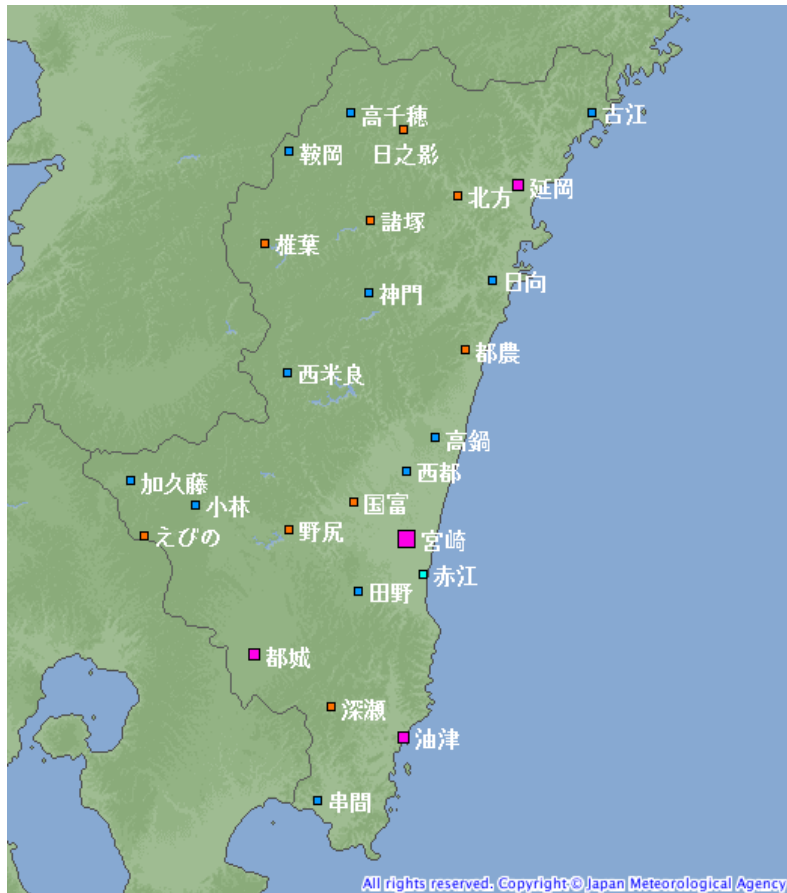 高千穂
古江
日之影
鞍岡
延岡
北方
諸塚
椎葉
日向
神門
都農
西米良
高鍋
西都
加久藤
国富
小林
野尻
えびの
宮崎
赤江
田野
都城
深瀬
油津
串間
All rights reserved. Copyright © Japan Meteorological Agency